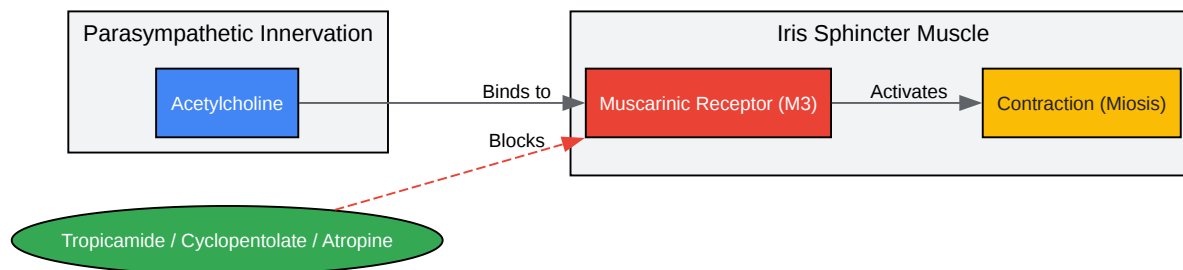 Parasympathetic Innervation
Iris Sphincter Muscle
Acetylcholine
Binds to
Muscarinic Receptor (M3)
Activates
Contraction (Miosis)
Blocks
Tropicamide / Cyclopentolate / Atropine